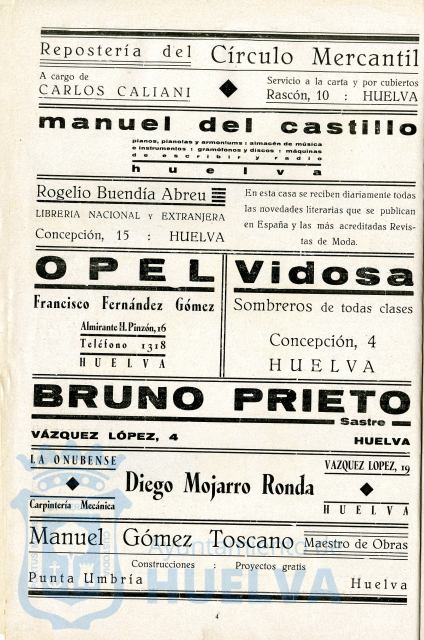 Repostería del Círculo Mercantil
A cargo de
CARLOS CALIANI
Servicio a la carta y por cubiertos
Rascón, 10 : HUELVA
manuel del castillo
pianos, pianolas y armoniums : almacén de música
e instrumentos : gramófonos y discos : máquinas
de escribir y radio
huelva
Rogelio Buendía Abreu
LIBRERIA NACIONAL Y EXTRANJERA
Concepción, 15 : HUELVA
En esta casa se reciben diariamente todas
las novedades literarias que se publican
en España y las más acreditadas Revis-
tas de Moda.
OPEL
Francisco Fernández Gómez
Almirante H. Pinzón, 16
Teléfono 1318
HUELVA
Vidosa
Sombreros de todas clases
Concepción, 4
HUELVA
BRUNO PRIETO
Sastre
VÁZQUEZ LÓPEZ, 4
HUELVA
LA ONUBENSE
Carpintería Mecánica
Diego Mojarro Ronda
VAZQUEZ LOPEZ, 19
HUELVA
Manuel Gómez Toscano Maestro de Obras
Construcciones : Proyectos gratis
Punta Umbría Huelva
Ayuntamiento de
HUELVA
4